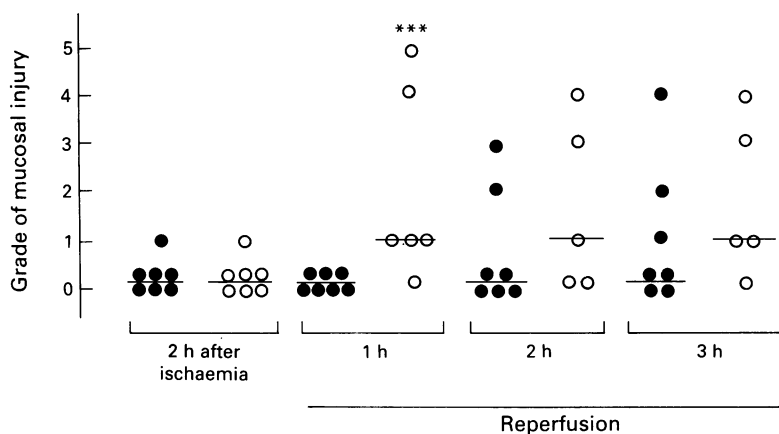 Grade of mucosal injury
***
5
4
3
2
1
0
2 h after
ischaemia
1 h
2 h
3 h
Reperfusion